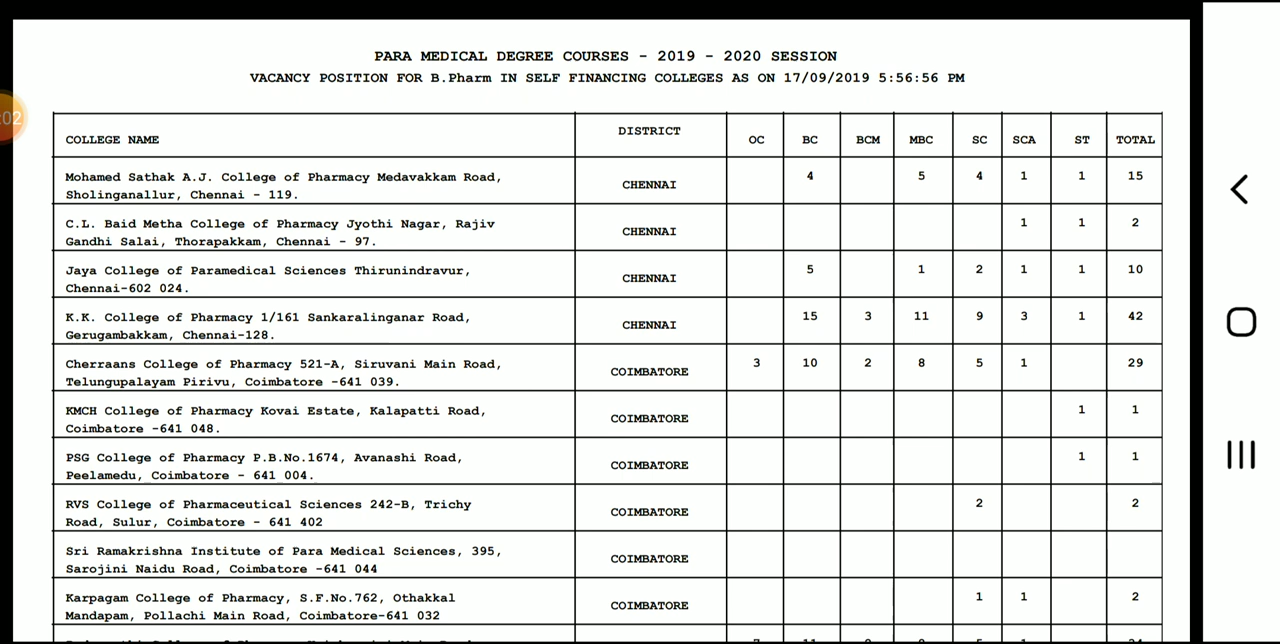 PARA MEDICAL DEGREE COURSES - 2019 - 2020 SESSION
VACANCY POSITION FOR B.Pharm IN SELF FINANCING COLLEGES AS ON 17/09/2019 5:56:56 PM
COLLEGE NAME DISTRICT OC BC BCM MBC SC SCA ST TOTAL
:02
Mohamed Sathak A.J. College of Pharmacy Medavakkam Road,
Sholinganallur, Chennai - 119.
CHENNAI 4 5 4 1 1 15
C.L. Baid Metha College of Pharmacy Jyothi Nagar, Rajiv
Gandhi Salai, Thorapakkam, Chennai - 97.
CHENNAI 1 1 2
Jaya College of Paramedical Sciences Thirunindravur,
Chennai-602 024.
CHENNAI 5 1 2 1 1 10
K.K. College of Pharmacy 1/161 Sankaralinganar Road,
Gerugambakkam, Chennai-128.
CHENNAI 15 3 11 9 3 1 42
Cherraans College of Pharmacy 521-A, Siruvani Main Road,
Telungupalayam Pirivu, Coimbatore -641 039.
COIMBATORE 3 10 2 8 5 1 29
KMCH College of Pharmacy Kovai Estate, Kalapatti Road,
Coimbatore -641 048.
COIMBATORE 1 1
PSG College of Pharmacy P.B.No.1674, Avanashi Road,
Peelamedu, Coimbatore - 641 004.
COIMBATORE 1 1
RVS College of Pharmaceutical Sciences 242-B, Trichy
Road, Sulur, Coimbatore - 641 402
COIMBATORE 2 2
Sri Ramakrishna Institute of Para Medical Sciences, 395,
Sarojini Naidu Road, Coimbatore -641 044
COIMBATORE
Karpagam College of Pharmacy, S.F.No.762, Othakkal
Mandapam, Pollachi Main Road, Coimbatore-641 032
COIMBATORE 1 1 2